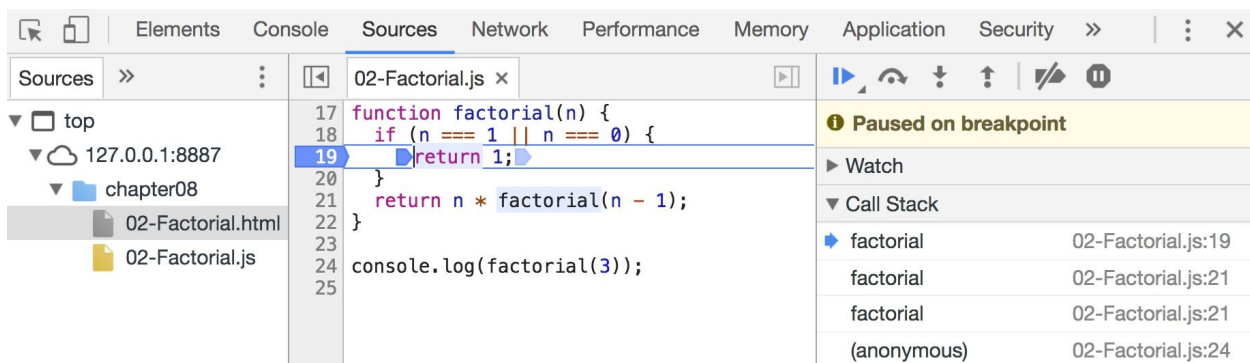 Elements Console Sources Network Performance Memory Application Security »
Sources »
02-Factorial.js ×
top
127.0.0.1:8887
chapter08
02-Factorial.html
02-Factorial.js
17 function factorial(n) {
18 if (n === 1 || n === 0) {
19 return 1;
20 }
21 return n * factorial(n - 1);
22 }
23
24 console.log(factorial(3));
25
Paused on breakpoint
Watch
Call Stack
factorial 02-Factorial.js:19
factorial 02-Factorial.js:21
factorial 02-Factorial.js:21
(anonymous) 02-Factorial.js:24